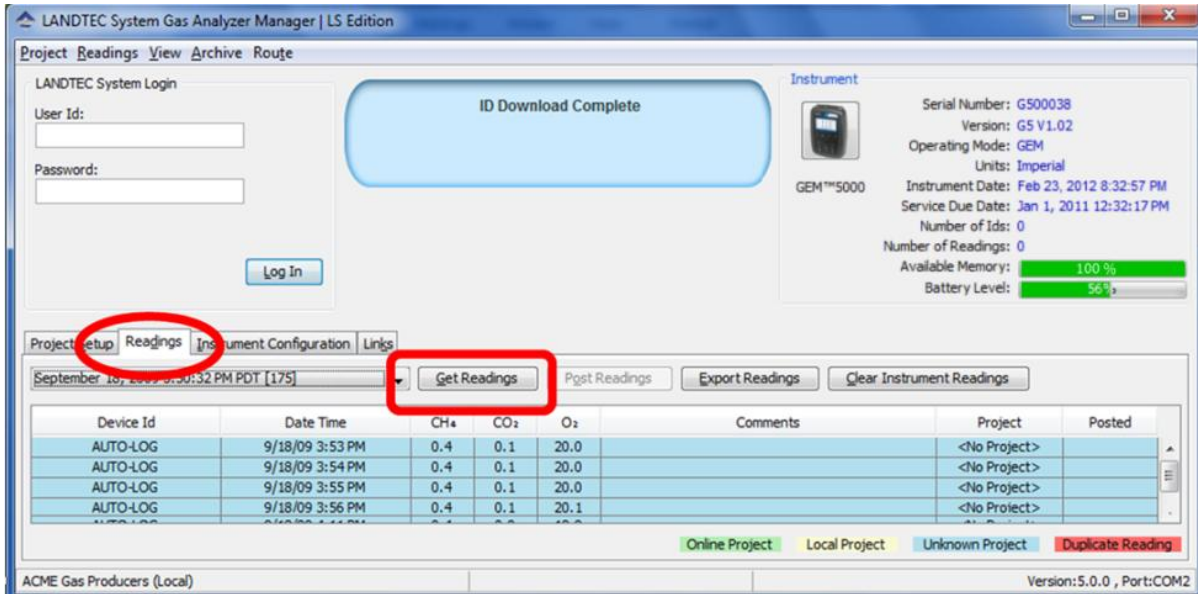 LANDTEC System Gas Analyzer Manager | LS Edition
Project Readings View Archive Route
LANDTEC System Login
User Id:
Password:
Log In
ID Download Complete
Instrument
GEM™5000
Serial Number: G500038
Version: G5 V1.02
Operating Mode: GEM
Units: Imperial
Instrument Date: Feb 23, 2012 8:32:57 PM
Service Due Date: Jan 1, 2011 12:32:17 PM
Number of Ids: 0
Number of Readings: 0
Available Memory: 100 %
Battery Level: 56%
Project Setup Readings Instrument Configuration Links
September 18, 2009 PM PDT [175] Get Readings Post Readings Export Readings Clear Instrument Readings
Device Id Date Time CH₄ CO₂ O₂ Comments Project Posted
AUTO-LOG 9/18/09 3:53 PM 0.4 0.1 20.0 <No Project>
AUTO-LOG 9/18/09 3:54 PM 0.4 0.1 20.0 <No Project>
AUTO-LOG 9/18/09 3:55 PM 0.4 0.1 20.0 <No Project>
AUTO-LOG 9/18/09 3:56 PM 0.4 0.1 20.1 <No Project>
Online Project Local Project Unknown Project Duplicate Reading
ACME Gas Producers (Local) Version:5.0.0 , Port:COM2